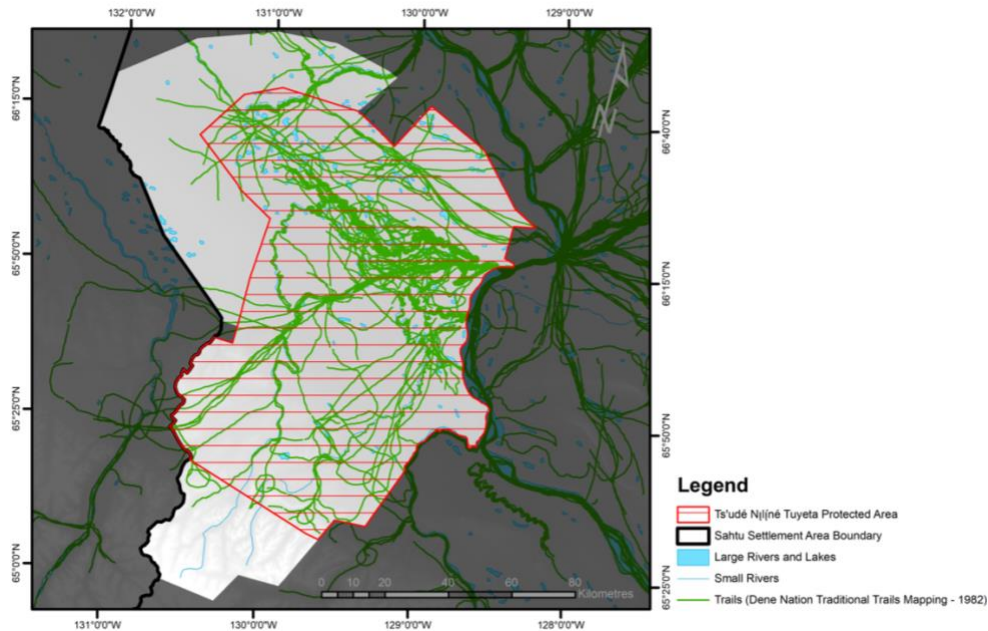 132°0'0"W 131°0'0"W 130°0'0"W 129°0'0"W
66°15'0"N
65°50'0"N
65°25'0"N
65°0'0"N
66°40'0"N
66°15'0"N
65°50'0"N
65°25'0"N
N
0 10 20 40 60 80
Kilometres
131°0'0"W 130°0'0"W 129°0'0"W 128°0'0"W
Legend
Ts'udé Nı̨lı̨né Tuyeta Protected Area
Sahtu Settlement Area Boundary
Large Rivers and Lakes
Small Rivers
Trails (Dene Nation Traditional Trails Mapping - 1982)